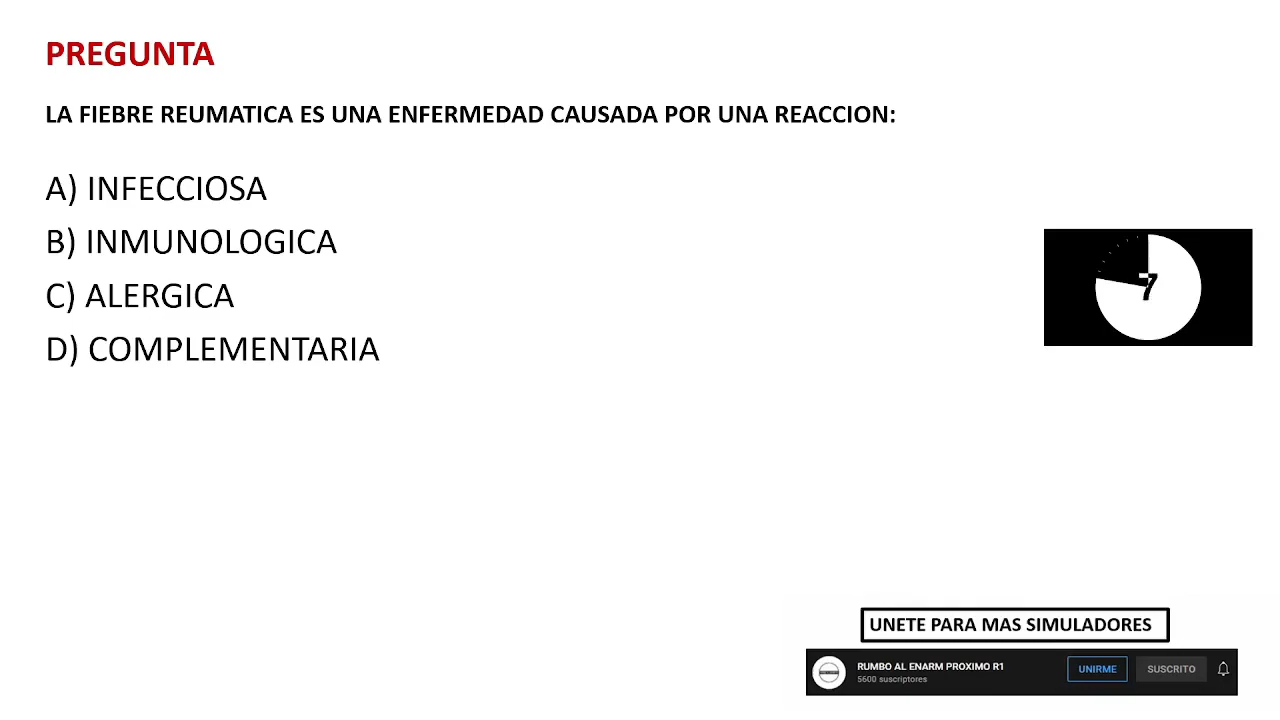 PREGUNTA
LA FIEBRE REUMATICA ES UNA ENFERMEDAD CAUSADA POR UNA REACCION:
A) INFECCIOSA
B) INMUNOLOGICA
C) ALERGICA
D) COMPLEMENTARIA
7
UNETE PARA MAS SIMULADORES
RUMBO AL ENARM PROXIMO R1
5600 suscriptores
UNIRME
SUSCRITO